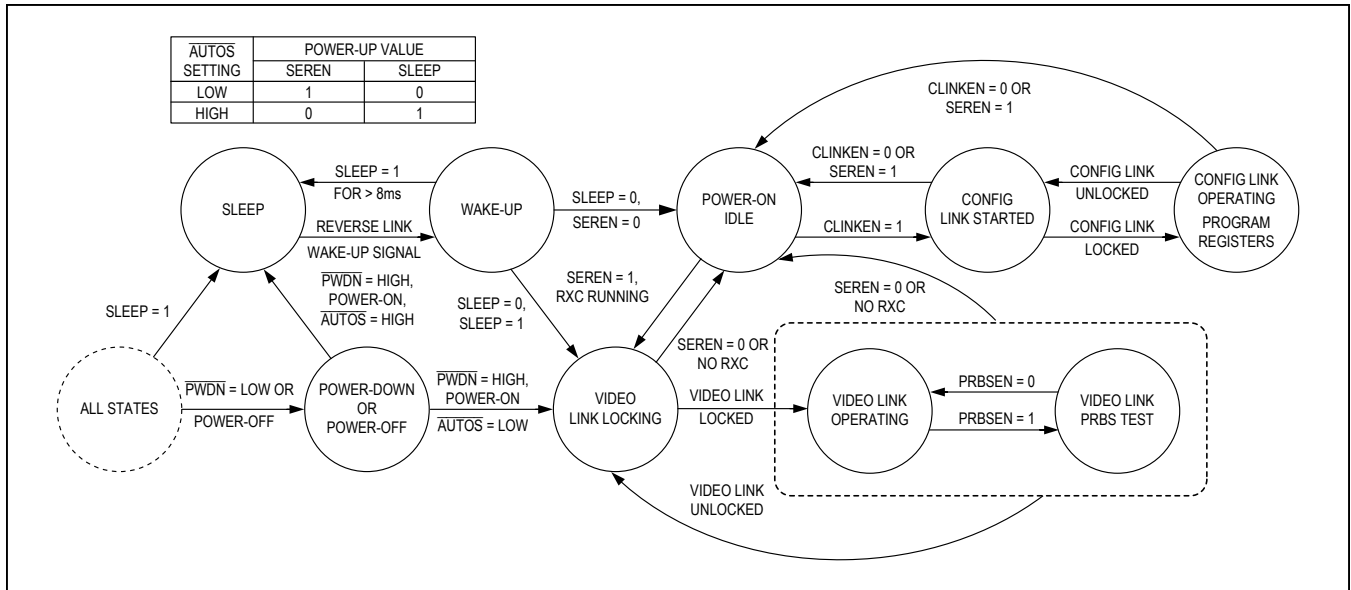 AUTOS
SETTING
POWER-UP VALUE
SEREN
SLEEP
LOW
1
0
HIGH
0
1
CLINKEN = 0 OR
SEREN = 1
SLEEP
SLEEP = 1
FOR > 8ms
REVERSE LINK
WAKE-UP SIGNAL
WAKE-UP
SLEEP = 0,
SEREN = 0
POWER-ON
IDLE
CLINKEN = 0 OR
SEREN = 1
CLINKEN = 1
CONFIG
LINK STARTED
CONFIG LINK
UNLOCKED
CONFIG LINK
LOCKED
CONFIG LINK
OPERATING
PROGRAM
REGISTERS
SLEEP = 1
PWDN = HIGH,
POWER-ON,
AUTOS = HIGH
SLEEP = 0,
SLEEP = 1
SEREN = 1,
RXC RUNNING
SEREN = 0 OR
NO RXC
SEREN = 0 OR
NO RXC
ALL STATES
PWDN = LOW OR
POWER-OFF
POWER-DOWN
OR
POWER-OFF
PWDN = HIGH,
POWER-ON
AUTOS = LOW
VIDEO
LINK LOCKING
VIDEO LINK
LOCKED
VIDEO LINK
OPERATING
PRBSEN = 0
PRBSEN = 1
VIDEO LINK
PRBS TEST
VIDEO LINK
UNLOCKED